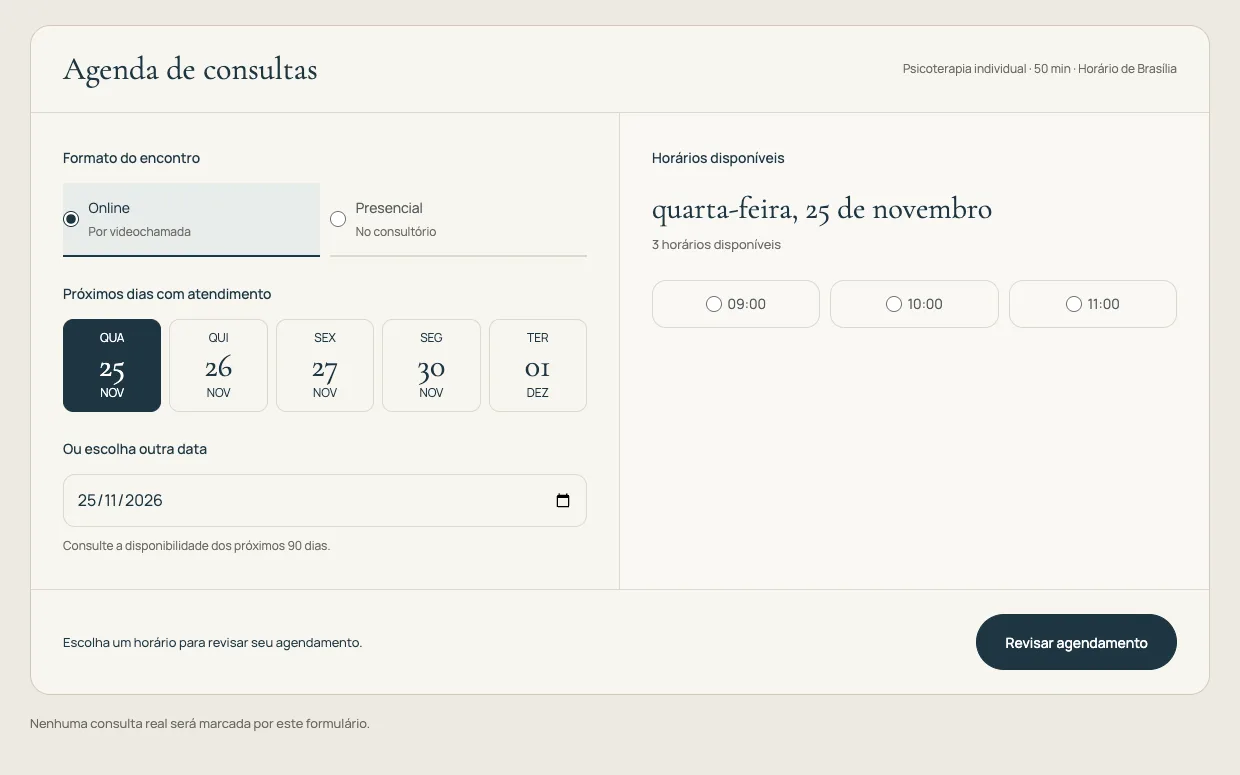 Agenda de consultas
Psicoterapia individual · 50 min · Horário de Brasília
Formato do encontro
Online
Por videochamada
Presencial
No consultório
Próximos dias com atendimento
QUA
25
NOV
QUI
26
NOV
SEX
27
NOV
SEG
30
NOV
TER
01
DEZ
Ou escolha outra data
25/11/2026
Consulte a disponibilidade dos próximos 90 dias.
Horários disponíveis
quarta-feira, 25 de novembro
3 horários disponíveis
09:00
10:00
11:00
Escolha um horário para revisar seu agendamento.
Revisar agendamento
Nenhuma consulta real será marcada por este formulário.